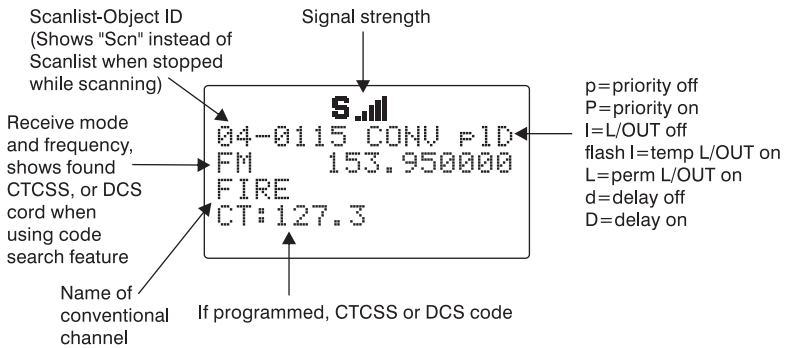 Scanlist-Object ID
(Shows "Scn" instead of
Scanlist when stopped
while scanning)
Signal strength
Receive mode
and frequency,
shows found
CTCSS, or DCS
cord when
using code
search feature
Name of
conventional
channel
S
04-0115 CONV plD
FM 153.950000
FIRE
CT:127.3
If programmed, CTCSS or DCS code
p=priority off
P=priority on
l=L/OUT off
flash l=temp L/OUT on
L=perm L/OUT on
d=delay off
D=delay on